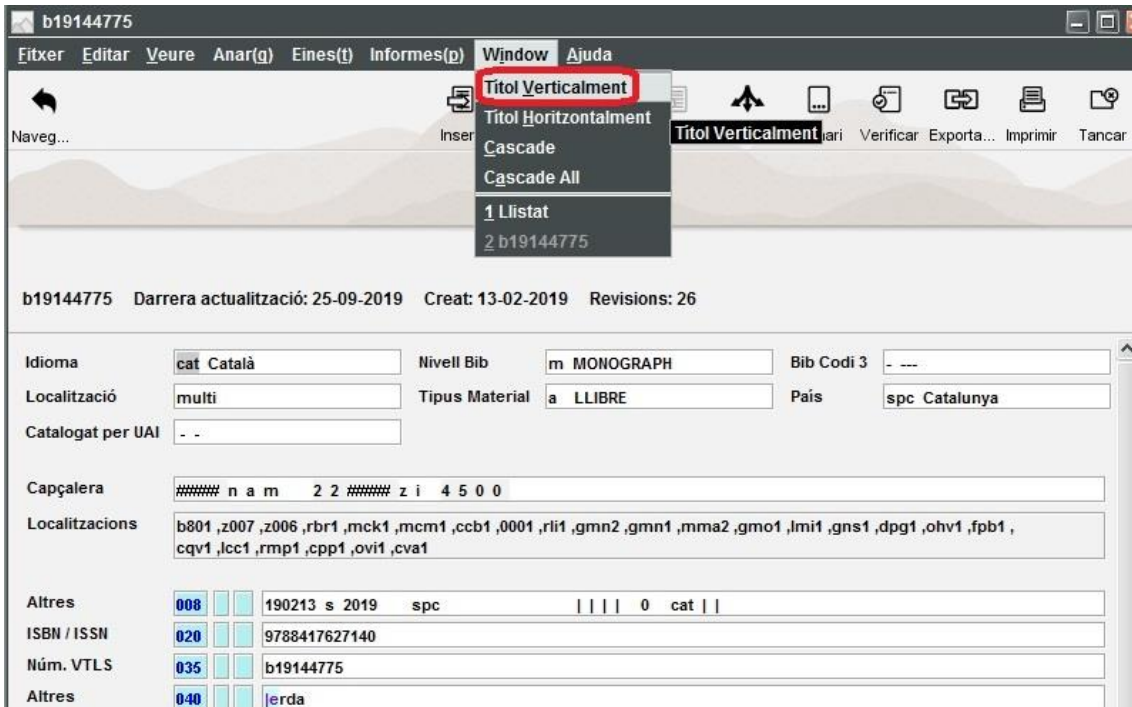 b19144775
Fitxer Editar Veure Anar(g) Eines(t) Informes(p) Window Ajuda
Titol Verticalment
Titol Horitzontalment
Cascade
Cascade All
1 Llistat
2 b19144775
Titol Verticalment
Naveg... Inser ari Verificar Exporta... Imprimir Tancar
b19144775 Darrera actualització: 25-09-2019 Creat: 13-02-2019 Revisions: 26
Idioma cat Català Nivell Bib m MONOGRAPH Bib Codi 3 - ---
Localització multi Tipus Material a LLIBRE País spc Catalunya
Catalogat per UAI - -
Capçalera ##### n a m 2 2 ##### z i 4 5 0 0
Localitzacions b801 ,z007 ,z006 ,rbr1 ,mck1 ,mcm1 ,ccb1 ,0001 ,rli1 ,gmn2 ,gmn1 ,mma2 ,gmo1 ,lmi1 ,gns1 ,dpg1 ,ohv1 ,fpb1 ,
cqv1 ,lcc1 ,rmp1 ,cpp1 ,ovi1 ,cva1
Altres 008 190213 s 2019 spc | | | | 0 cat | |
ISBN / ISSN 020 9788417627140
Núm. VTLS 035 b19144775
Altres 040 |erda